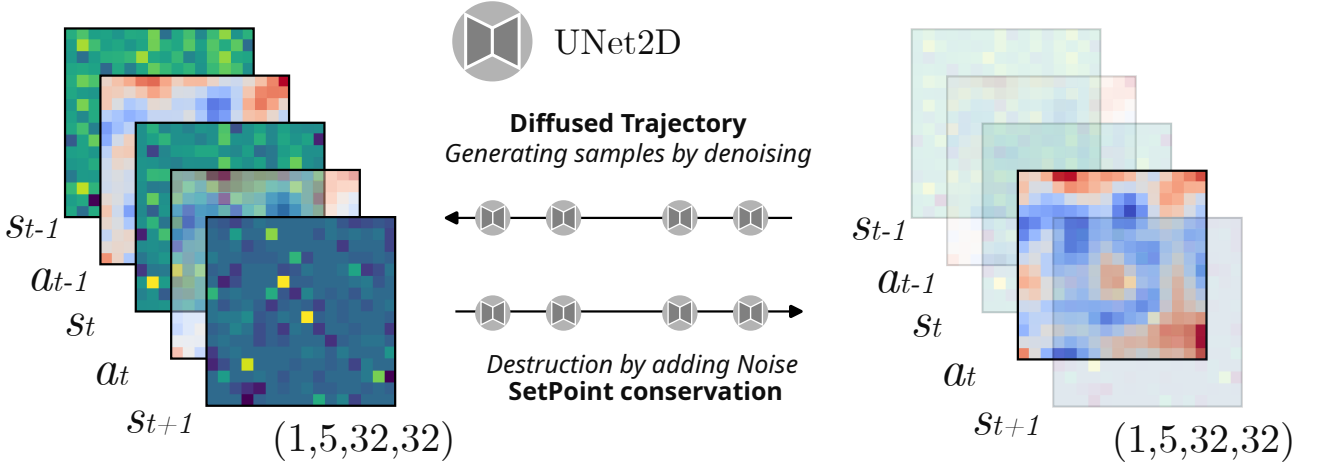 UNet2D
Diffused Trajectory
Generating samples by denoising
Destruction by adding Noise
SetPoint conservation
st-1
at-1
st
at
st+1
(1,5,32,32)
st-1
at-1
st
at
st+1
(1,5,32,32)